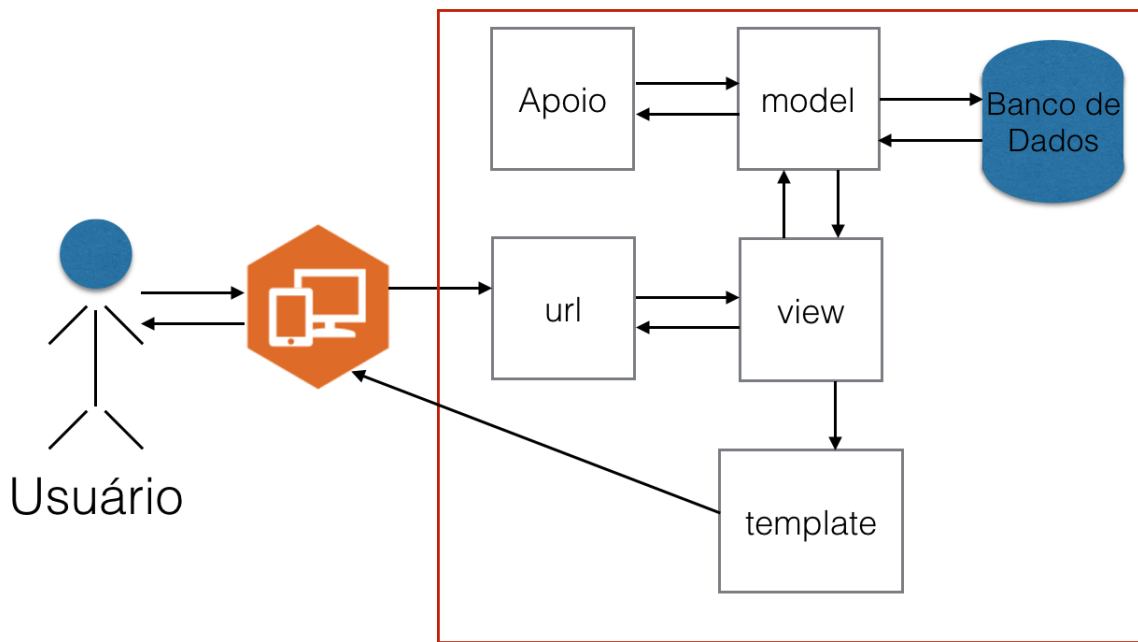 Apoio
model
Banco de
Dados
url
view
Usuário
template